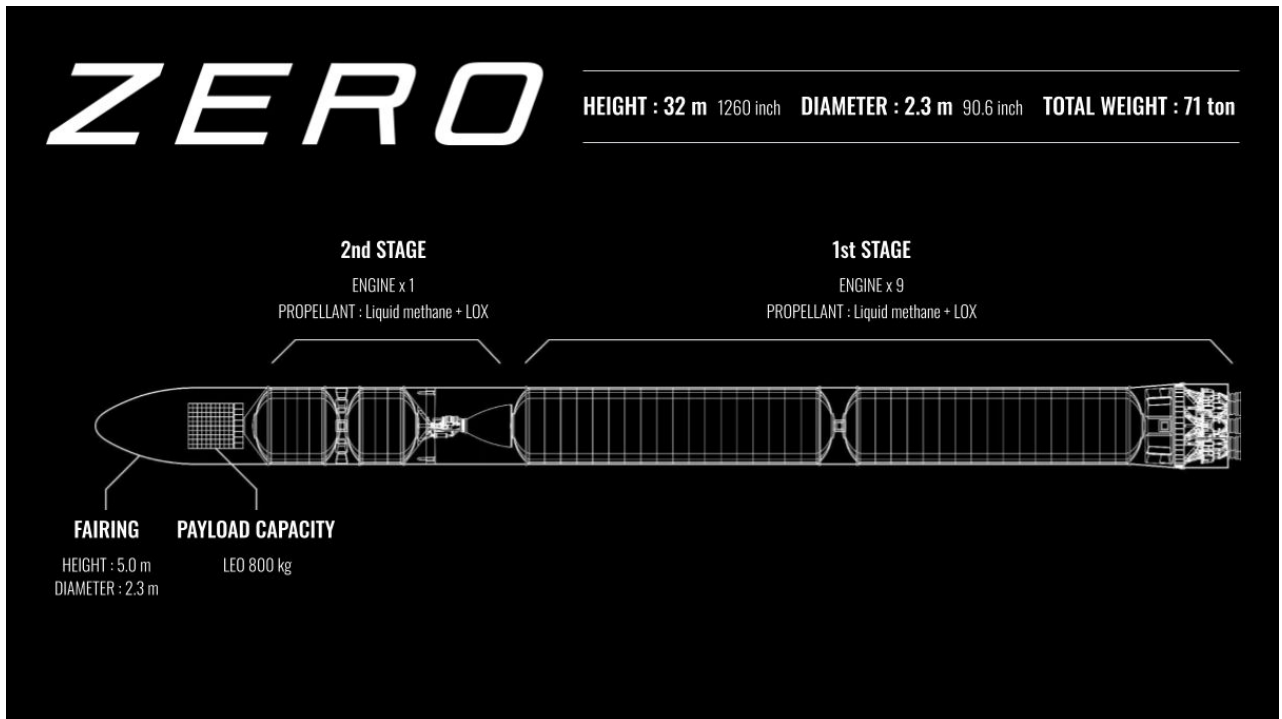 ZERO
HEIGHT : 32 m 1260 inch DIAMETER : 2.3 m 90.6 inch TOTAL WEIGHT : 71 ton
2nd STAGE
ENGINE x 1
PROPELLANT : Liquid methane + LOX
1st STAGE
ENGINE x 9
PROPELLANT : Liquid methane + LOX
FAIRING
HEIGHT : 5.0 m
DIAMETER : 2.3 m
PAYLOAD CAPACITY
LEO 800 kg